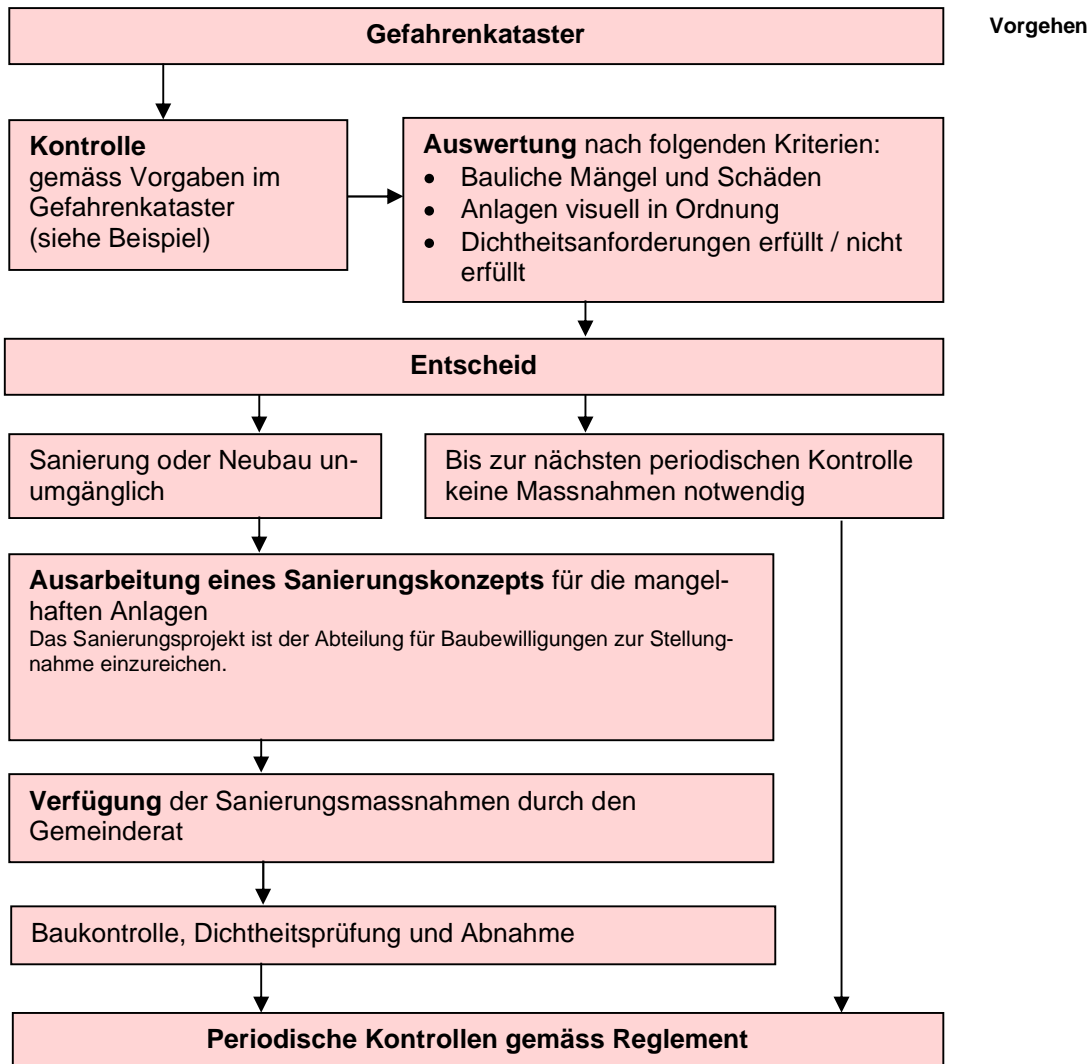 Gefahrenkataster
Vorgehen
Kontrolle
gemäss Vorgaben im
Gefahrenkataster
(siehe Beispiel)
Auswertung nach folgenden Kriterien:
• Bauliche Mängel und Schäden
• Anlagen visuell in Ordnung
• Dichtheitsanforderungen erfüllt / nicht
erfüllt
Entscheid
Sanierung oder Neubau un-
umgänglich
Bis zur nächsten periodischen Kontrolle
keine Massnahmen notwendig
Ausarbeitung eines Sanierungskonzepts für die mangel-
haften Anlagen
Das Sanierungsprojekt ist der Abteilung für Baubewilligungen zur Stellung-
nahme einzureichen.
Verfügung der Sanierungsmassnahmen durch den
Gemeinderat
Baukontrolle, Dichtheitsprüfung und Abnahme
Periodische Kontrollen gemäss Reglement